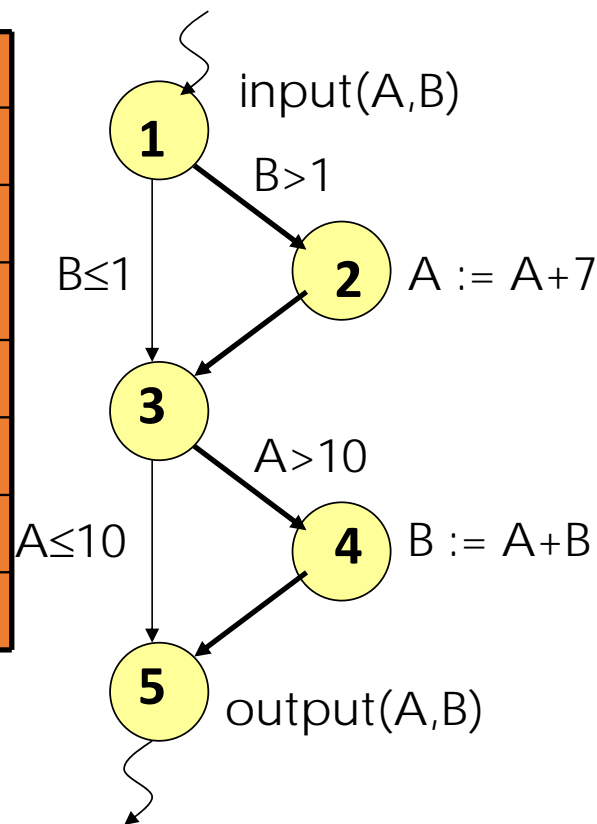 input(A,B)
1
B>1
B≤1
2 A := A+7
3
A>10
A≤10
4 B := A+B
5
output(A,B)